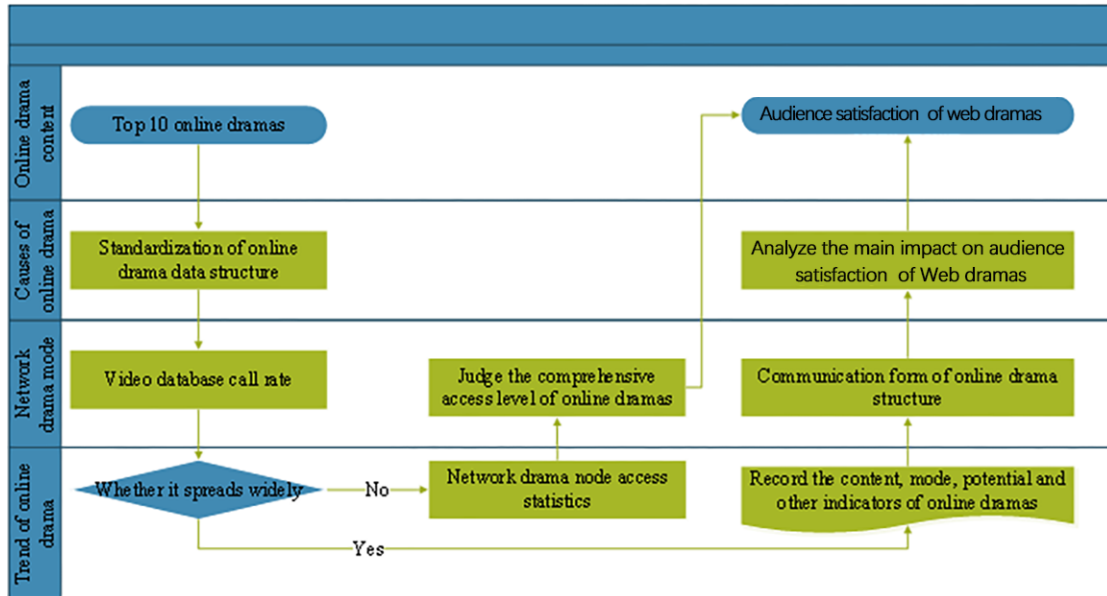 Online drama
content
Top 10 online dramas
Audience satisfaction of web dramas
Causes of
online drama
Standardization of online
drama data structure
Analyze the main impact on audience
satisfaction of Web dramas
Network
drama mode
Video database call rate
Judge the comprehensive
access level of online dramas
Communication form of online drama
structure
Trend of online
drama
Whether it spreads widely
No
Network drama node access
statistics
Record the content, mode, potential and
other indicators of online dramas
Yes